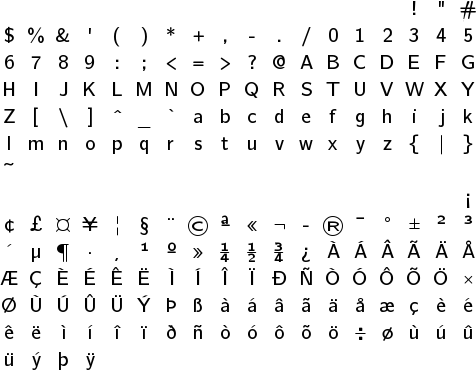 ! " #
$ % & ' ( ) * + , - . / 0 1 2 3 4 5
6 7 8 9 : ; < = > ? @ A B C D E F G
H I J K L M N O P Q R S T U V W X Y
Z [ \ ] ^ _ ` a b c d e f g h i j k
l m n o p q r s t u v w x y z { | }
~
¡
¢ £ ¤ ¥ ¦ § ¨ © ª « ¬ - ® ¯ ° ± ² ³
´ µ ¶ · ¸ ¹ º » ¼ ½ ¾ ¿ À Á Â Ã Ä Å
Æ Ç È É Ê Ë Ì Í Î Ï Ð Ñ Ò Ó Ô Õ Ö ×
Ø Ù Ú Û Ü Ý Þ ß à á â ã ä å æ ç è é
ê ë ì í î ï ð ñ ò ó ô õ ö ÷ ø ù ú û
ü ý þ ÿ